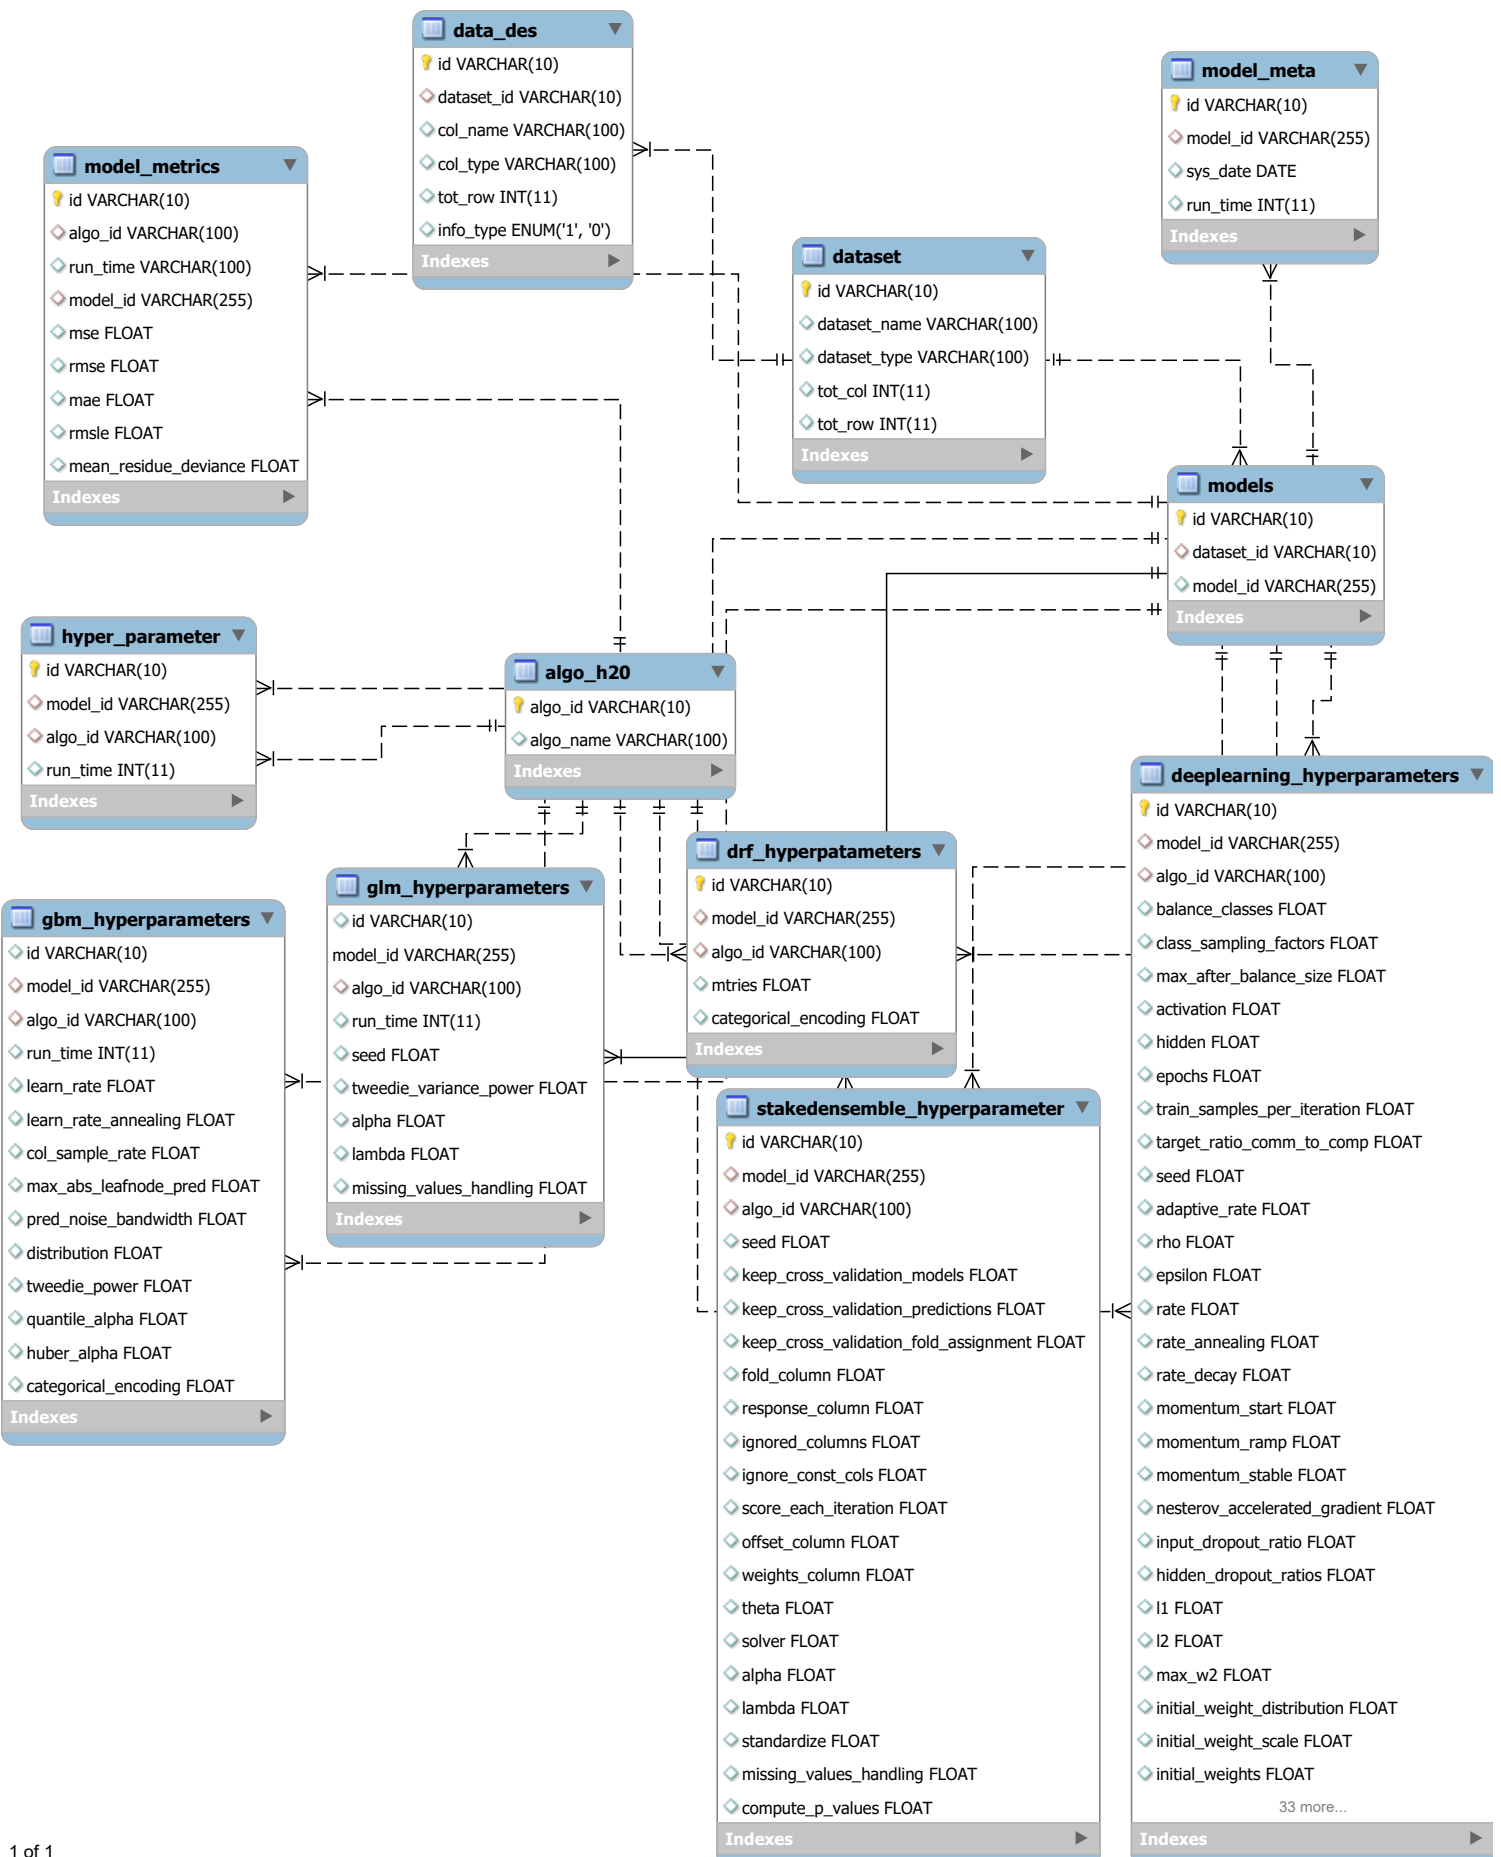 data_des
id VARCHAR(10)
dataset_id VARCHAR(10)
col_name VARCHAR(100)
col_type VARCHAR(100)
tot_row INT(11)
info_type ENUM('1', '0')
Indexes
model_meta
id VARCHAR(10)
model_id VARCHAR(255)
sys_date DATE
run_time INT(11)
Indexes
model_metrics
id VARCHAR(10)
algo_id VARCHAR(100)
run_time VARCHAR(100)
model_id VARCHAR(255)
mse FLOAT
rmse FLOAT
mae FLOAT
rmsle FLOAT
mean_residue_deviance FLOAT
Indexes
dataset
id VARCHAR(10)
dataset_name VARCHAR(100)
dataset_type VARCHAR(100)
tot_col INT(11)
tot_row INT(11)
Indexes
models
id VARCHAR(10)
dataset_id VARCHAR(10)
model_id VARCHAR(255)
Indexes
hyper_parameter
id VARCHAR(10)
model_id VARCHAR(255)
algo_id VARCHAR(100)
run_time INT(11)
Indexes
algo_h20
algo_id VARCHAR(10)
algo_name VARCHAR(100)
Indexes
gbm_hyperparameters
id VARCHAR(10)
model_id VARCHAR(255)
algo_id VARCHAR(100)
run_time INT(11)
learn_rate FLOAT
learn_rate_annealing FLOAT
col_sample_rate FLOAT
max_abs_leafnode_pred FLOAT
pred_noise_bandwidth FLOAT
distribution FLOAT
tweedie_power FLOAT
quantile_alpha FLOAT
huber_alpha FLOAT
categorical_encoding FLOAT
Indexes
glm_hyperparameters
id VARCHAR(10)
model_id VARCHAR(255)
algo_id VARCHAR(100)
run_time INT(11)
seed FLOAT
tweedie_variance_power FLOAT
alpha FLOAT
lambda FLOAT
missing_values_handling FLOAT
Indexes
drf_hyperpatameters
id VARCHAR(10)
model_id VARCHAR(255)
algo_id VARCHAR(100)
mtries FLOAT
categorical_encoding FLOAT
Indexes
stakedensemble_hyperparameter
id VARCHAR(10)
model_id VARCHAR(255)
algo_id VARCHAR(100)
seed FLOAT
keep_cross_validation_models FLOAT
keep_cross_validation_predictions FLOAT
keep_cross_validation_fold_assignment FLOAT
fold_column FLOAT
response_column FLOAT
ignored_columns FLOAT
ignore_const_cols FLOAT
score_each_iteration FLOAT
offset_column FLOAT
weights_column FLOAT
theta FLOAT
solver FLOAT
alpha FLOAT
lambda FLOAT
standardize FLOAT
missing_values_handling FLOAT
compute_p_values FLOAT
Indexes
deeplearning_hyperparameters
id VARCHAR(10)
model_id VARCHAR(255)
algo_id VARCHAR(100)
balance_classes FLOAT
class_sampling_factors FLOAT
max_after_balance_size FLOAT
activation FLOAT
hidden FLOAT
epochs FLOAT
train_samples_per_iteration FLOAT
target_ratio_comm_to_comp FLOAT
seed FLOAT
adaptive_rate FLOAT
rho FLOAT
epsilon FLOAT
rate FLOAT
rate_annealing FLOAT
rate_decay FLOAT
momentum_start FLOAT
momentum_ramp FLOAT
momentum_stable FLOAT
nesterov_accelerated_gradient FLOAT
input_dropout_ratio FLOAT
hidden_dropout_ratios FLOAT
l1 FLOAT
l2 FLOAT
max_w2 FLOAT
initial_weight_distribution FLOAT
initial_weight_scale FLOAT
initial_weights FLOAT
33 more...
Indexes
1 of 1